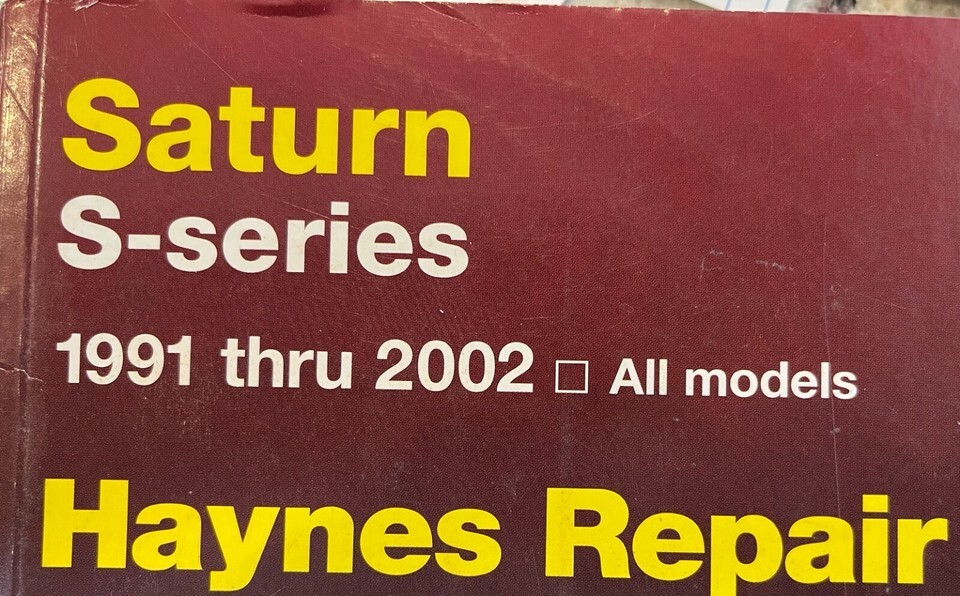 Saturn
S-series
1991 thru 2002 □ All models
Haynes Repair